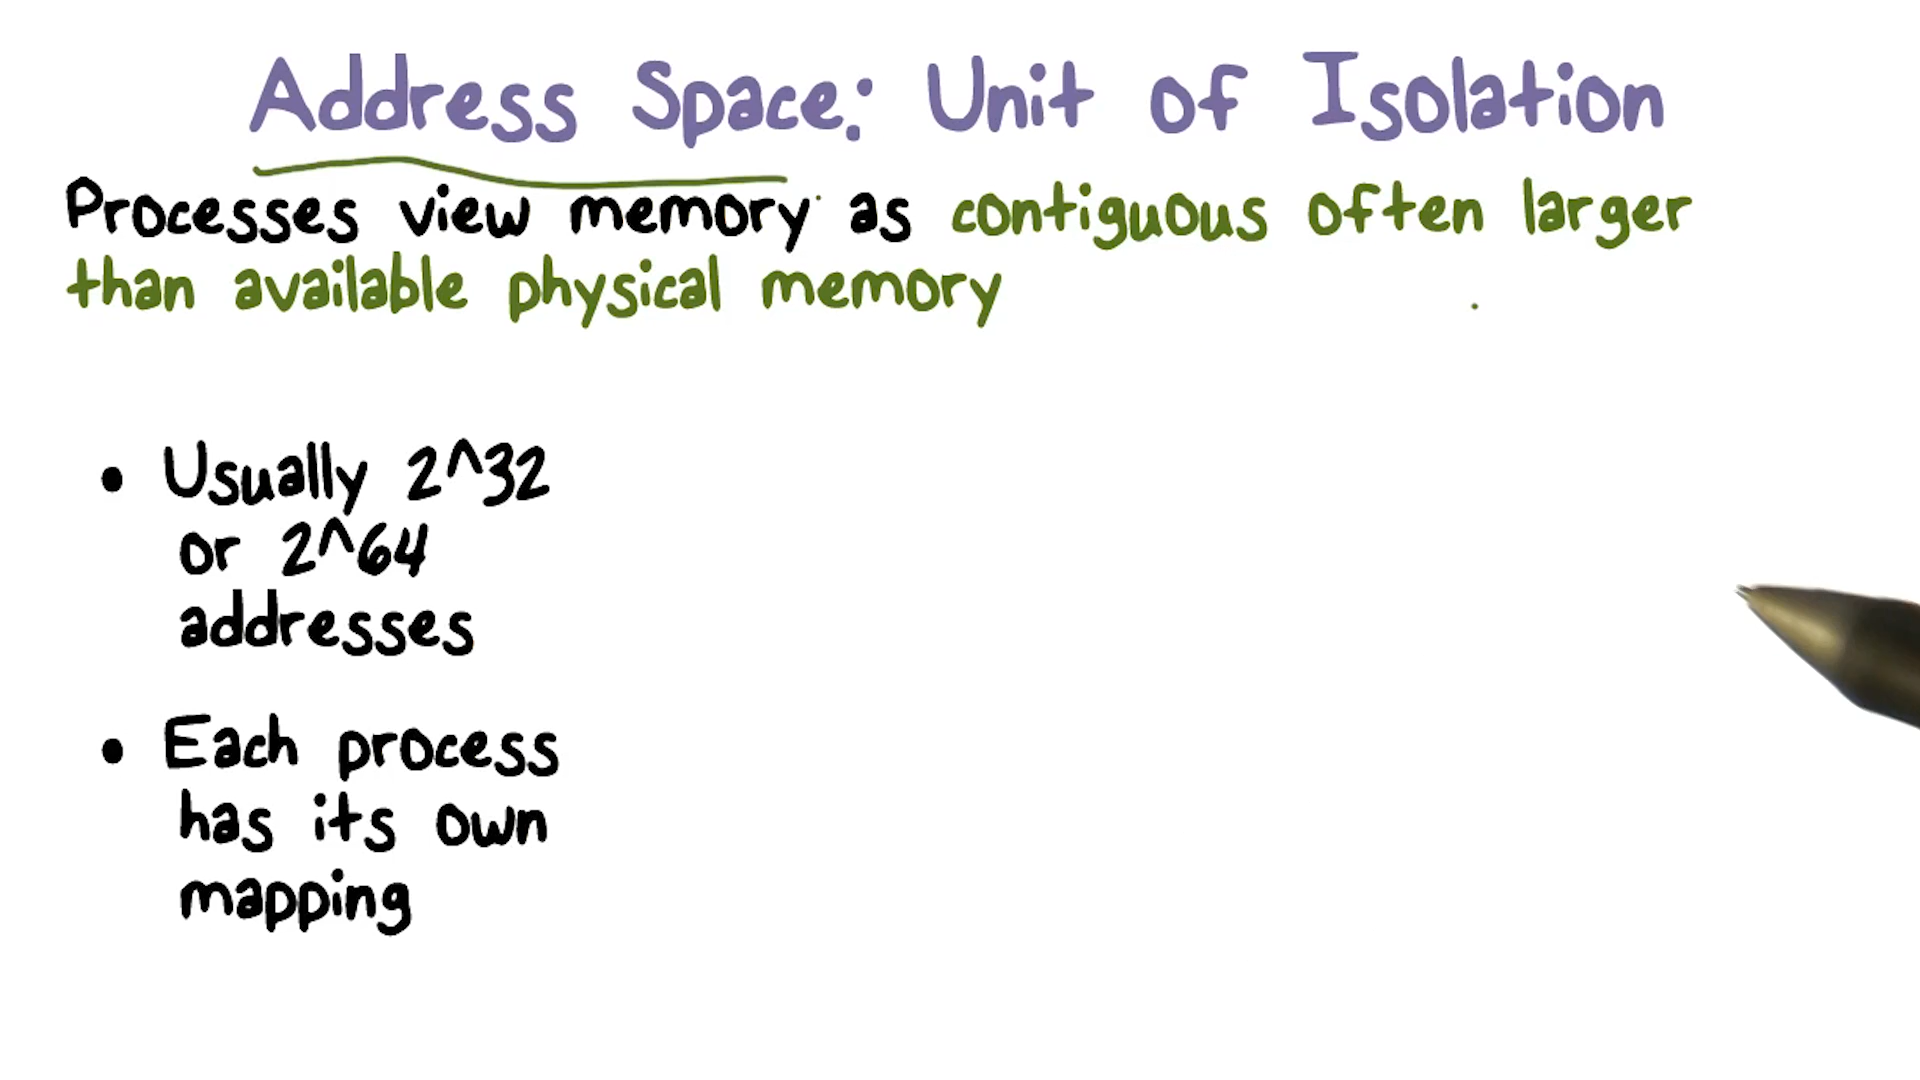 Address Space: Unit of Isolation
Processes view memory as contiguous often larger
than available physical memory
• Usually 2^32
or 2^64
addresses
• Each process
has its own
mapping